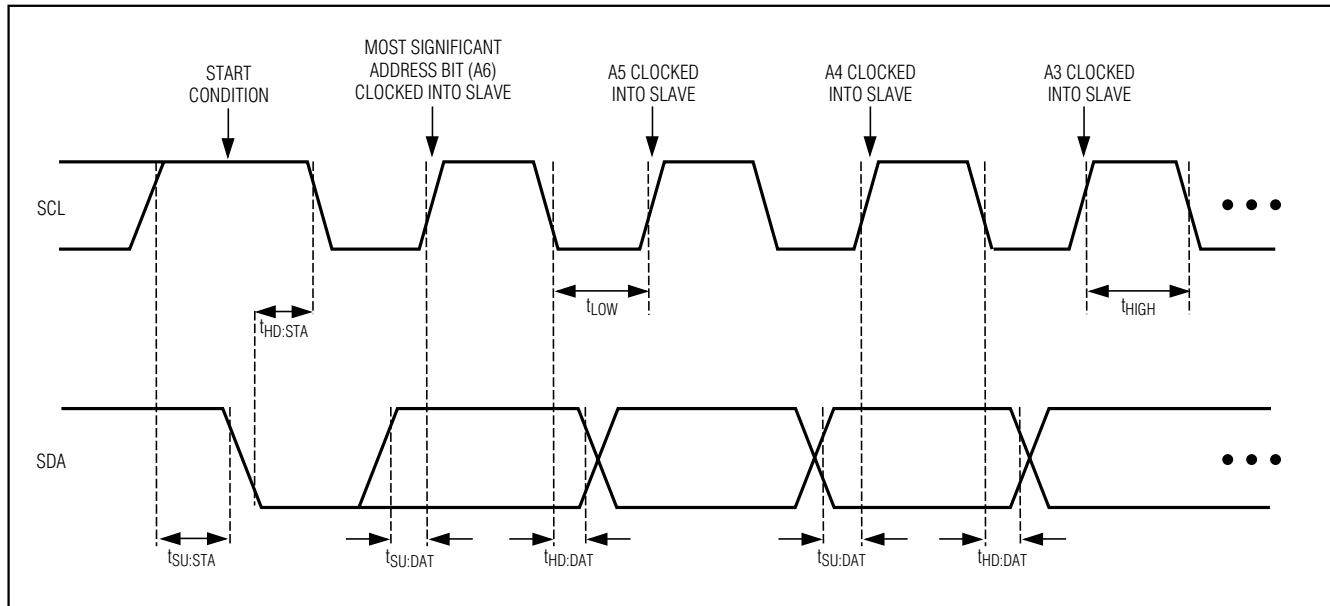 START
CONDITION
MOST SIGNIFICANT
ADDRESS BIT (A6)
CLOCKED INTO SLAVE
A5 CLOCKED
INTO SLAVE
A4 CLOCKED
INTO SLAVE
A3 CLOCKED
INTO SLAVE
SCL
tHD:STA
tLOW
tHIGH
SDA
tSU:STA
tSU:DAT
tHD:DAT
tSU:DAT
tHD:DAT